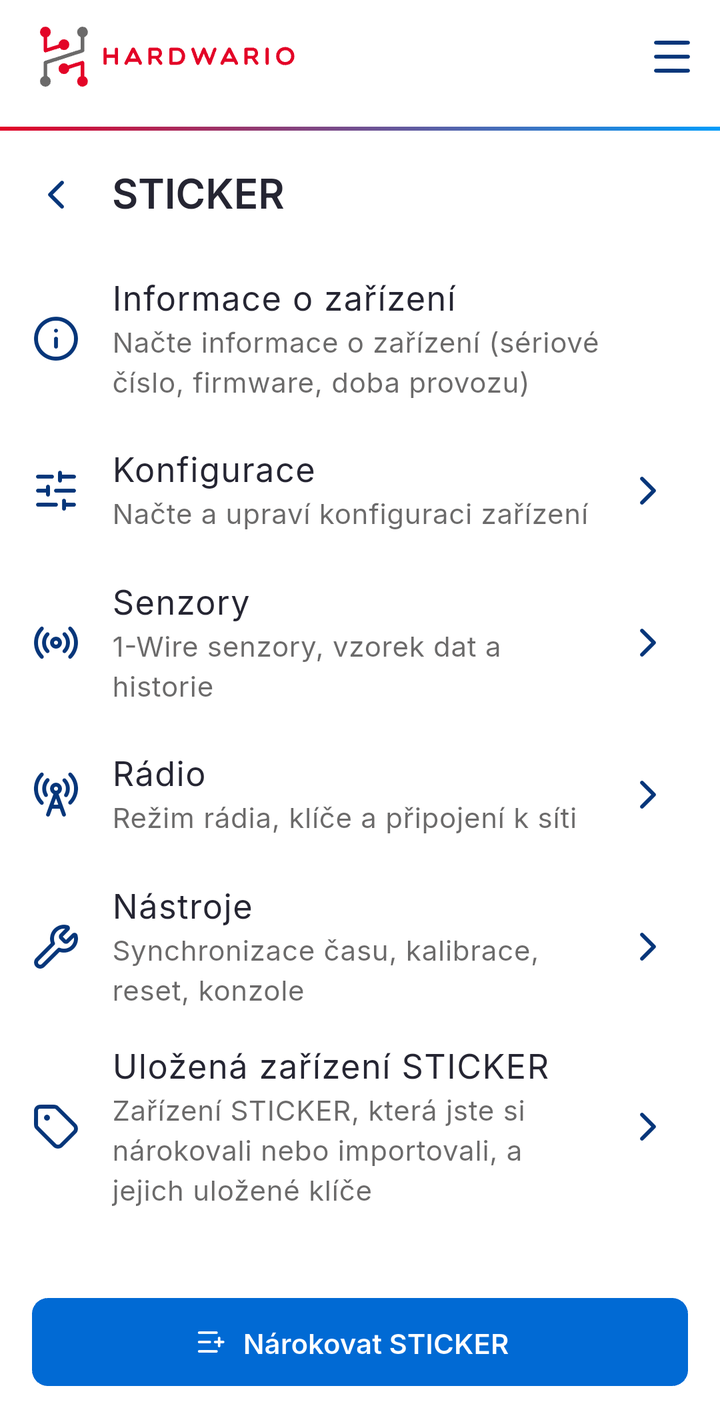 HARDWARIO
STICKER
Informace o zařízení
Načte informace o zařízení (sériové
číslo, firmware, doba provozu)
Konfigurace
Načte a upraví konfiguraci zařízení
Senzory
1-Wire senzory, vzorek dat a
historie
Rádio
Režim rádia, klíče a připojení k síti
Nástroje
Synchronizace času, kalibrace,
reset, konzole
Uložená zařízení STICKER
Zařízení STICKER, která jste si
nárokovali nebo importovali, a
jejich uložené klíče
Nárokovat STICKER